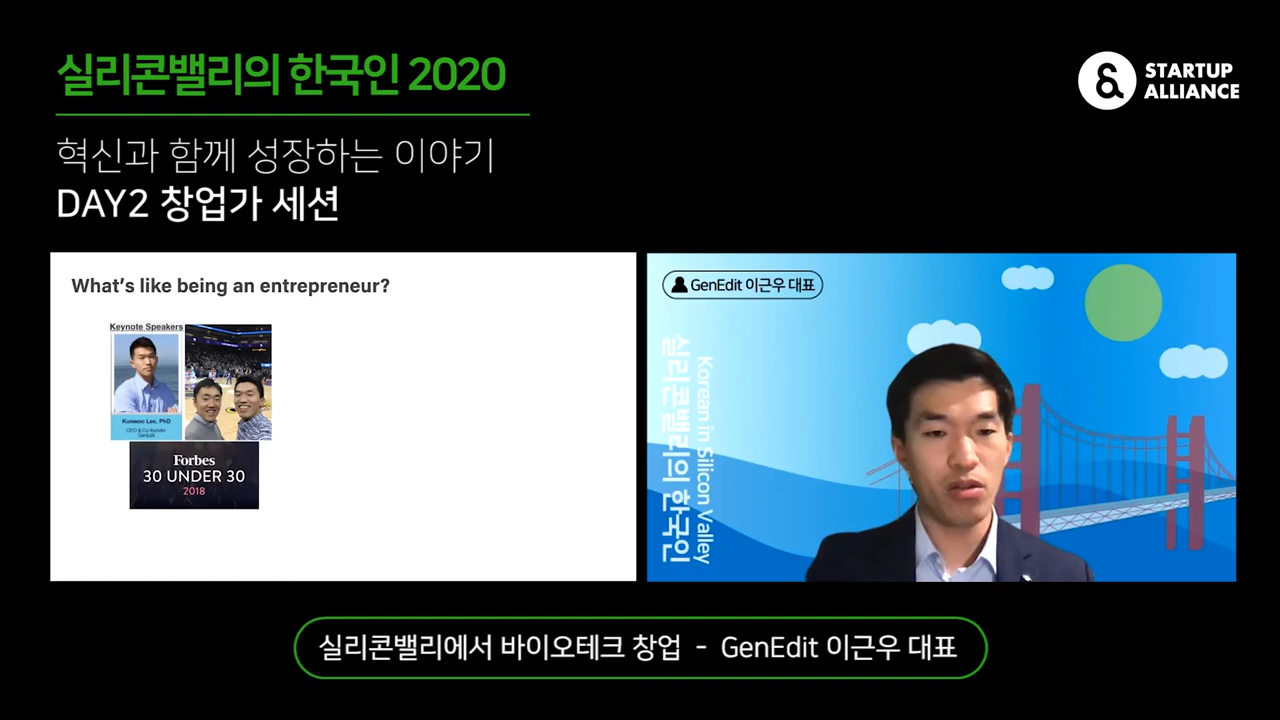 실리콘밸리의 한국인 2020
STARTUP
ALLIANCE
혁신과 함께 성장하는 이야기
DAY2 창업가 세션
What's like being an entrepreneur?
Keynote Speakers
Kunwoo Lee, PhD
CEO & Co-founder
GenEdit
Forbes
30 UNDER 30
2018
GenEdit 이근우 대표
Korean in Silicon Valley
실리콘밸리의 한국인
실리콘밸리에서 바이오테크 창업 - GenEdit 이근우 대표